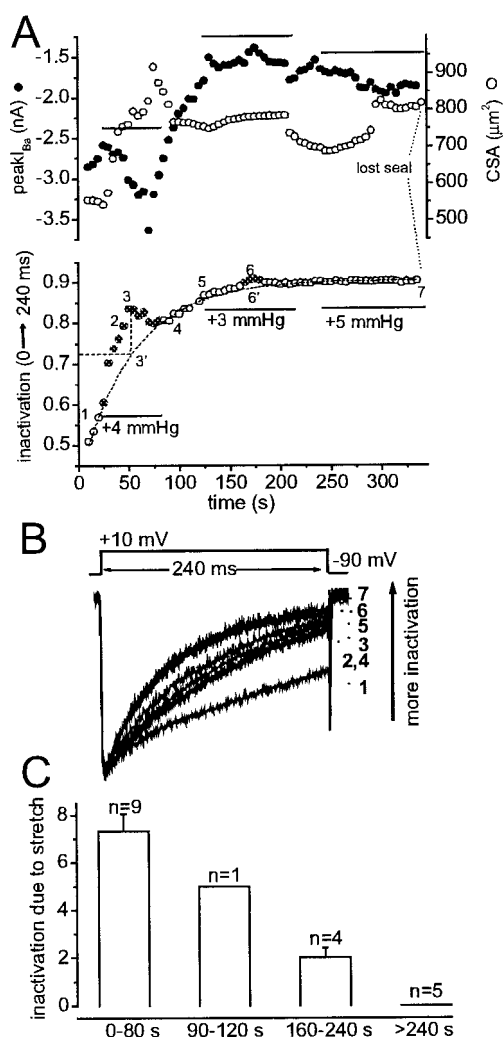 A
peakI_Ba (nA) ●
-1.5
-2.0
-2.5
-3.0
-3.5
900
800
700
600
500
CSA (μm²) O
lost seal
inactivation (0 → 240 ms)
0.9
0.8
0.7
0.6
0.5
1
2
3
3'
4
5
6
6'
7
+4 mmHg
+3 mmHg
+5 mmHg
0 50 100 150 200 250 300
time (s)
B
+10 mV
-90 mV
240 ms
7
6
5
3
2,4
1
more inactivation
C
inactivation due to stretch
8
6
4
2
0
n=9
n=1
n=4
n=5
0-80 s 90-120 s 160-240 s >240 s